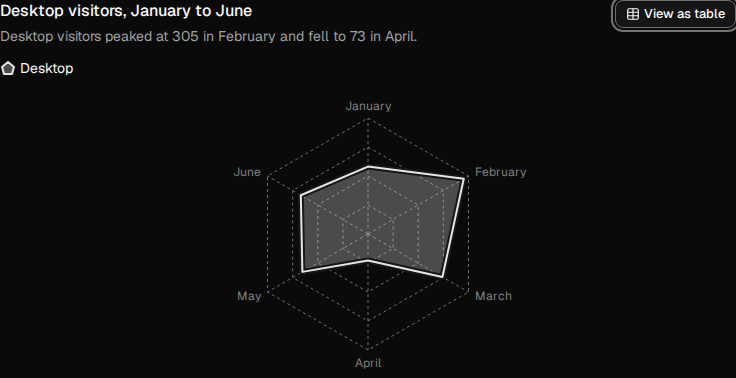 Desktop visitors, January to June
View as table
Desktop visitors peaked at 305 in February and fell to 73 in April.
Desktop
January
June
February
May
March
April